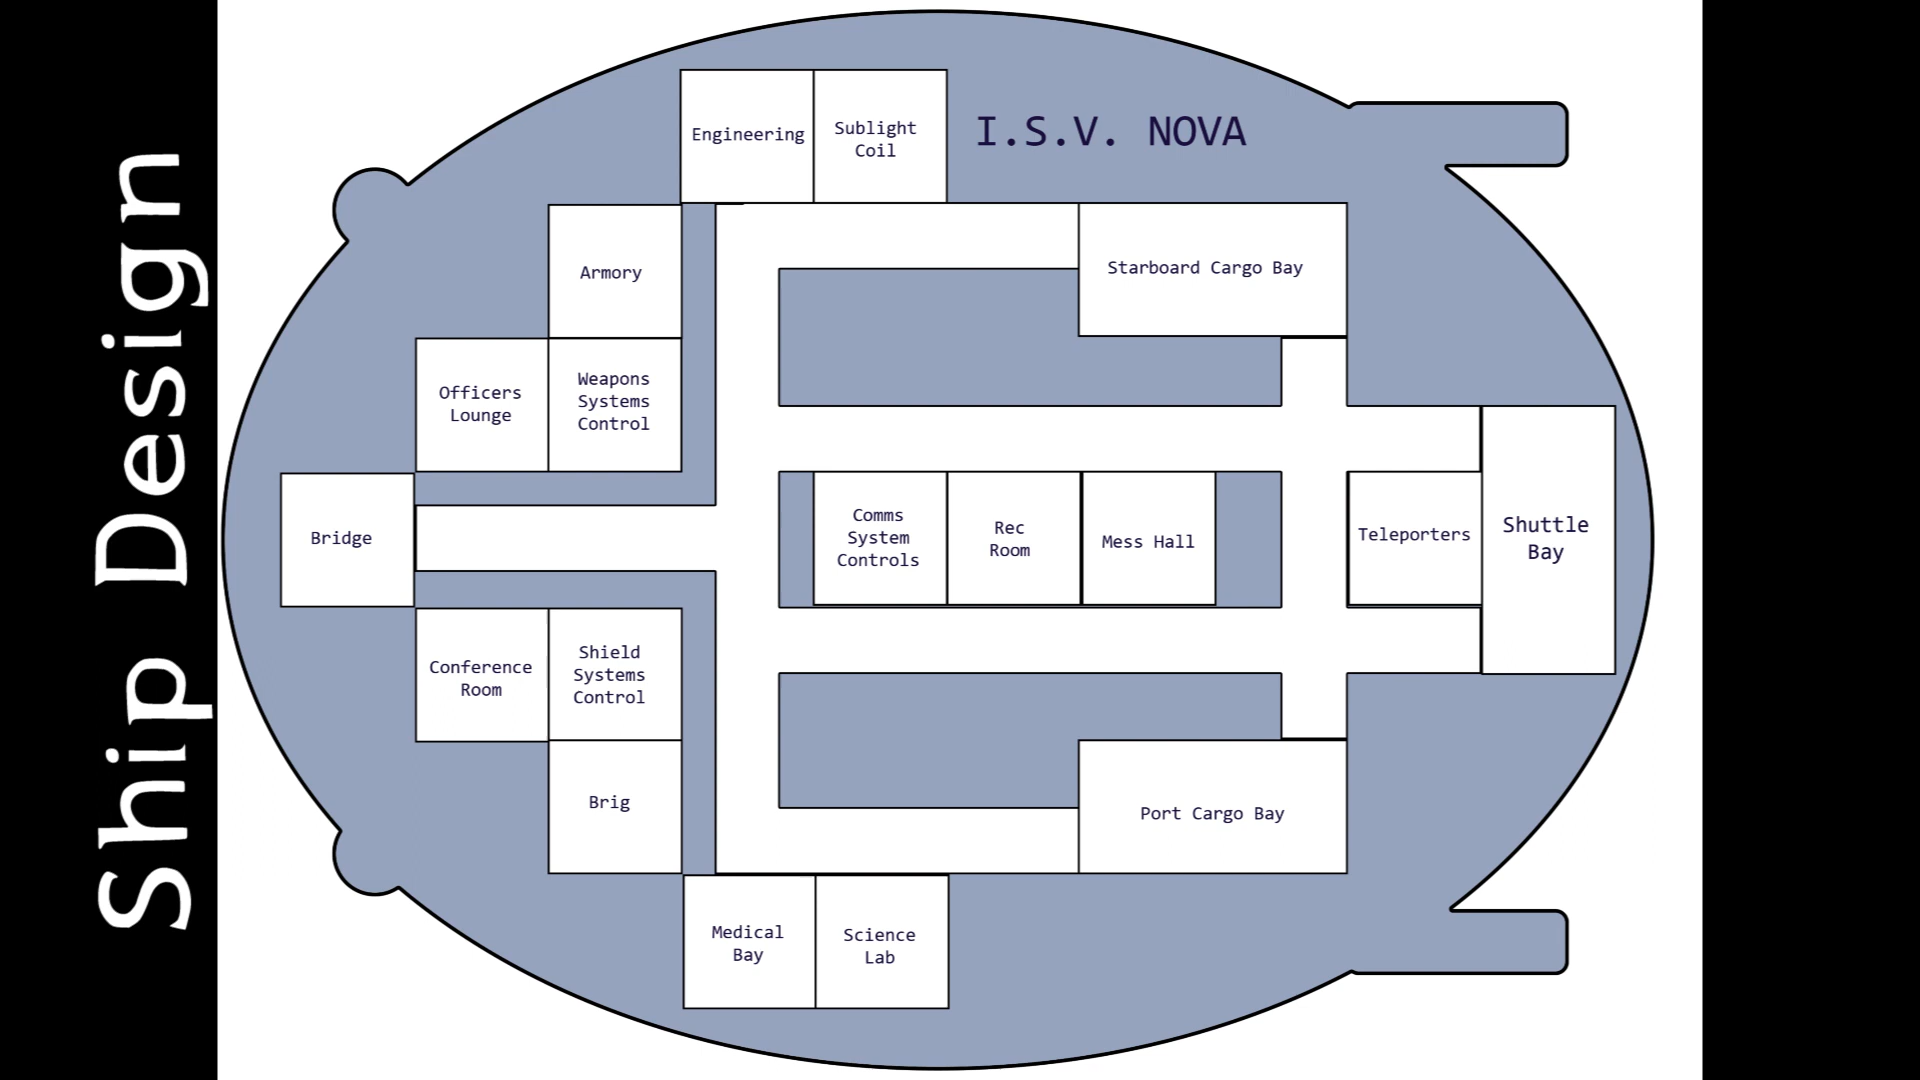 Ship Design
Engineering
Sublight
Coil
I.S.V. NOVA
Armory
Starboard Cargo Bay
Officers
Lounge
Weapons
Systems
Control
Bridge
Comms
System
Controls
Rec
Room
Mess Hall
Teleporters
Shuttle
Bay
Conference
Room
Shield
Systems
Control
Brig
Port Cargo Bay
Medical
Bay
Science
Lab